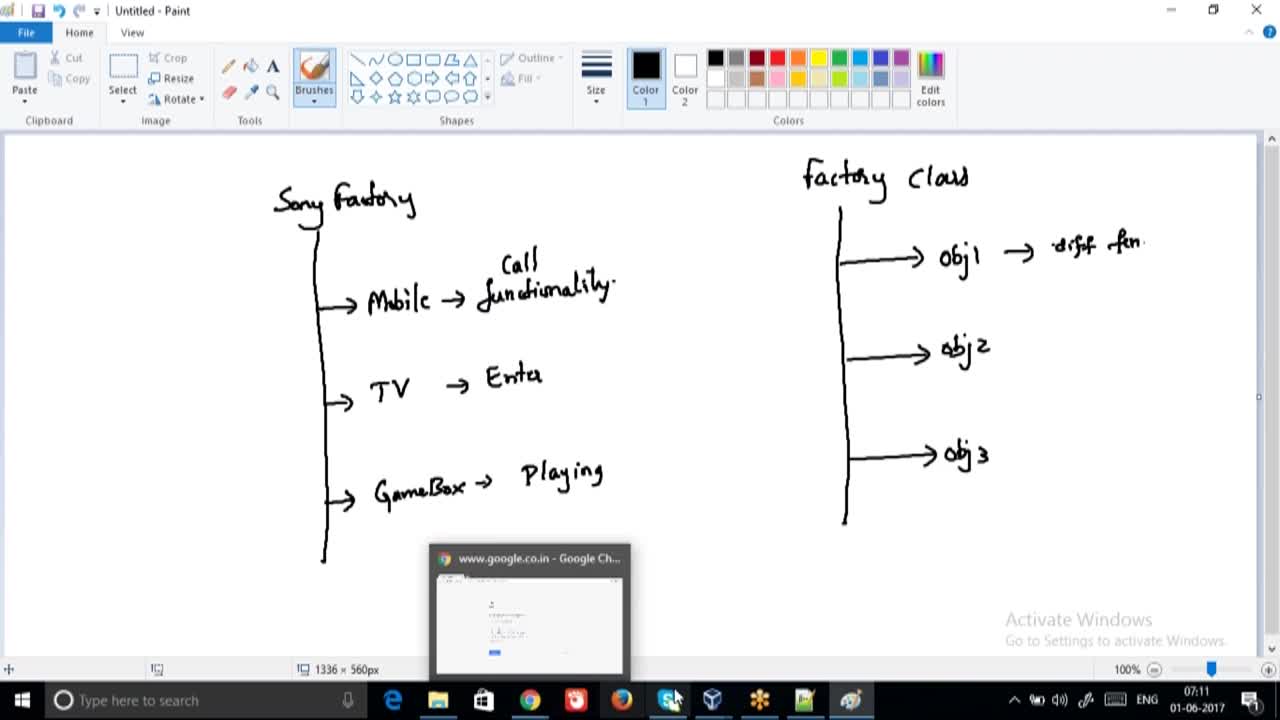 Untitled - Paint
File Home View
Paste
Cut
Copy
Clipboard
Select
Crop
Resize
Rotate
Image
Tools
Brushes
Shapes
Outline
Fill
Size
Color 1
Color 2
Colors
Edit colors
Sony Factory
Mobile → Call functionality.
TV → Enter
GameBox → Playing
Factory Class
obj1 → diff fun.
obj2
obj3
www.google.co.in - Google Ch...
Activate Windows
Go to Settings to activate Windows.
1336 × 560px
100%
Type here to search
ENG
07:11
01-06-2017
1